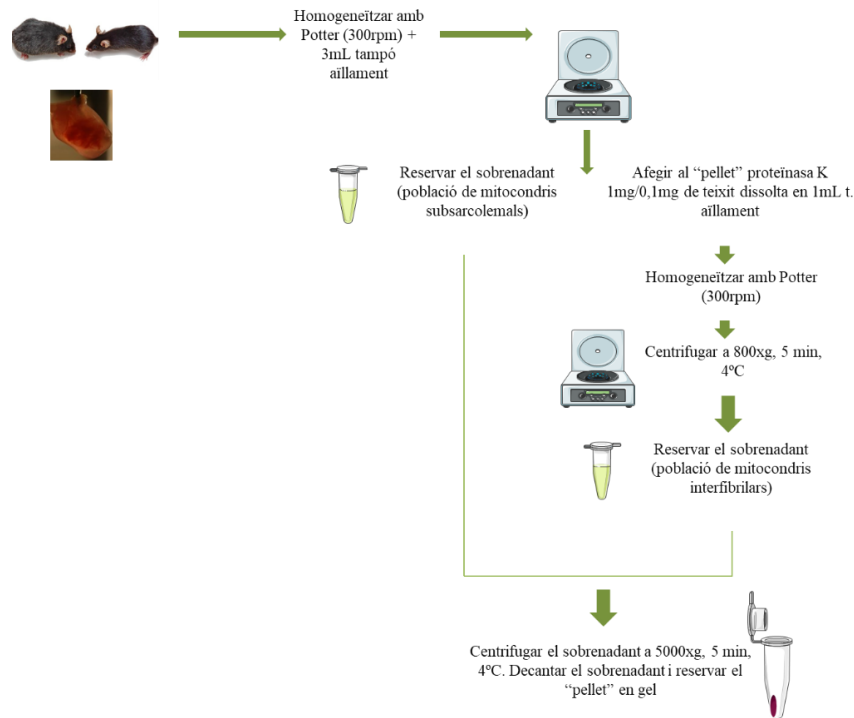 Homogeneïtzar amb
Potter (300rpm) +
3mL tampó
aïllament
Reservar el sobrenadant
(població de mitocondris
subsarcolemals)
Afegir al “pellet” proteïnasa K
1mg/0,1mg de teixit dissolta en 1mL t.
aïllament
Homogeneïtzar amb Potter
(300rpm)
Centrifugar a 800xg, 5 min,
4ºC
Reservar el sobrenadant
(població de mitocondris
interfibrilars)
Centrifugar el sobrenadant a 5000xg, 5 min,
4ºC. Decantar el sobrenadant i reservar el
“pellet” en gel